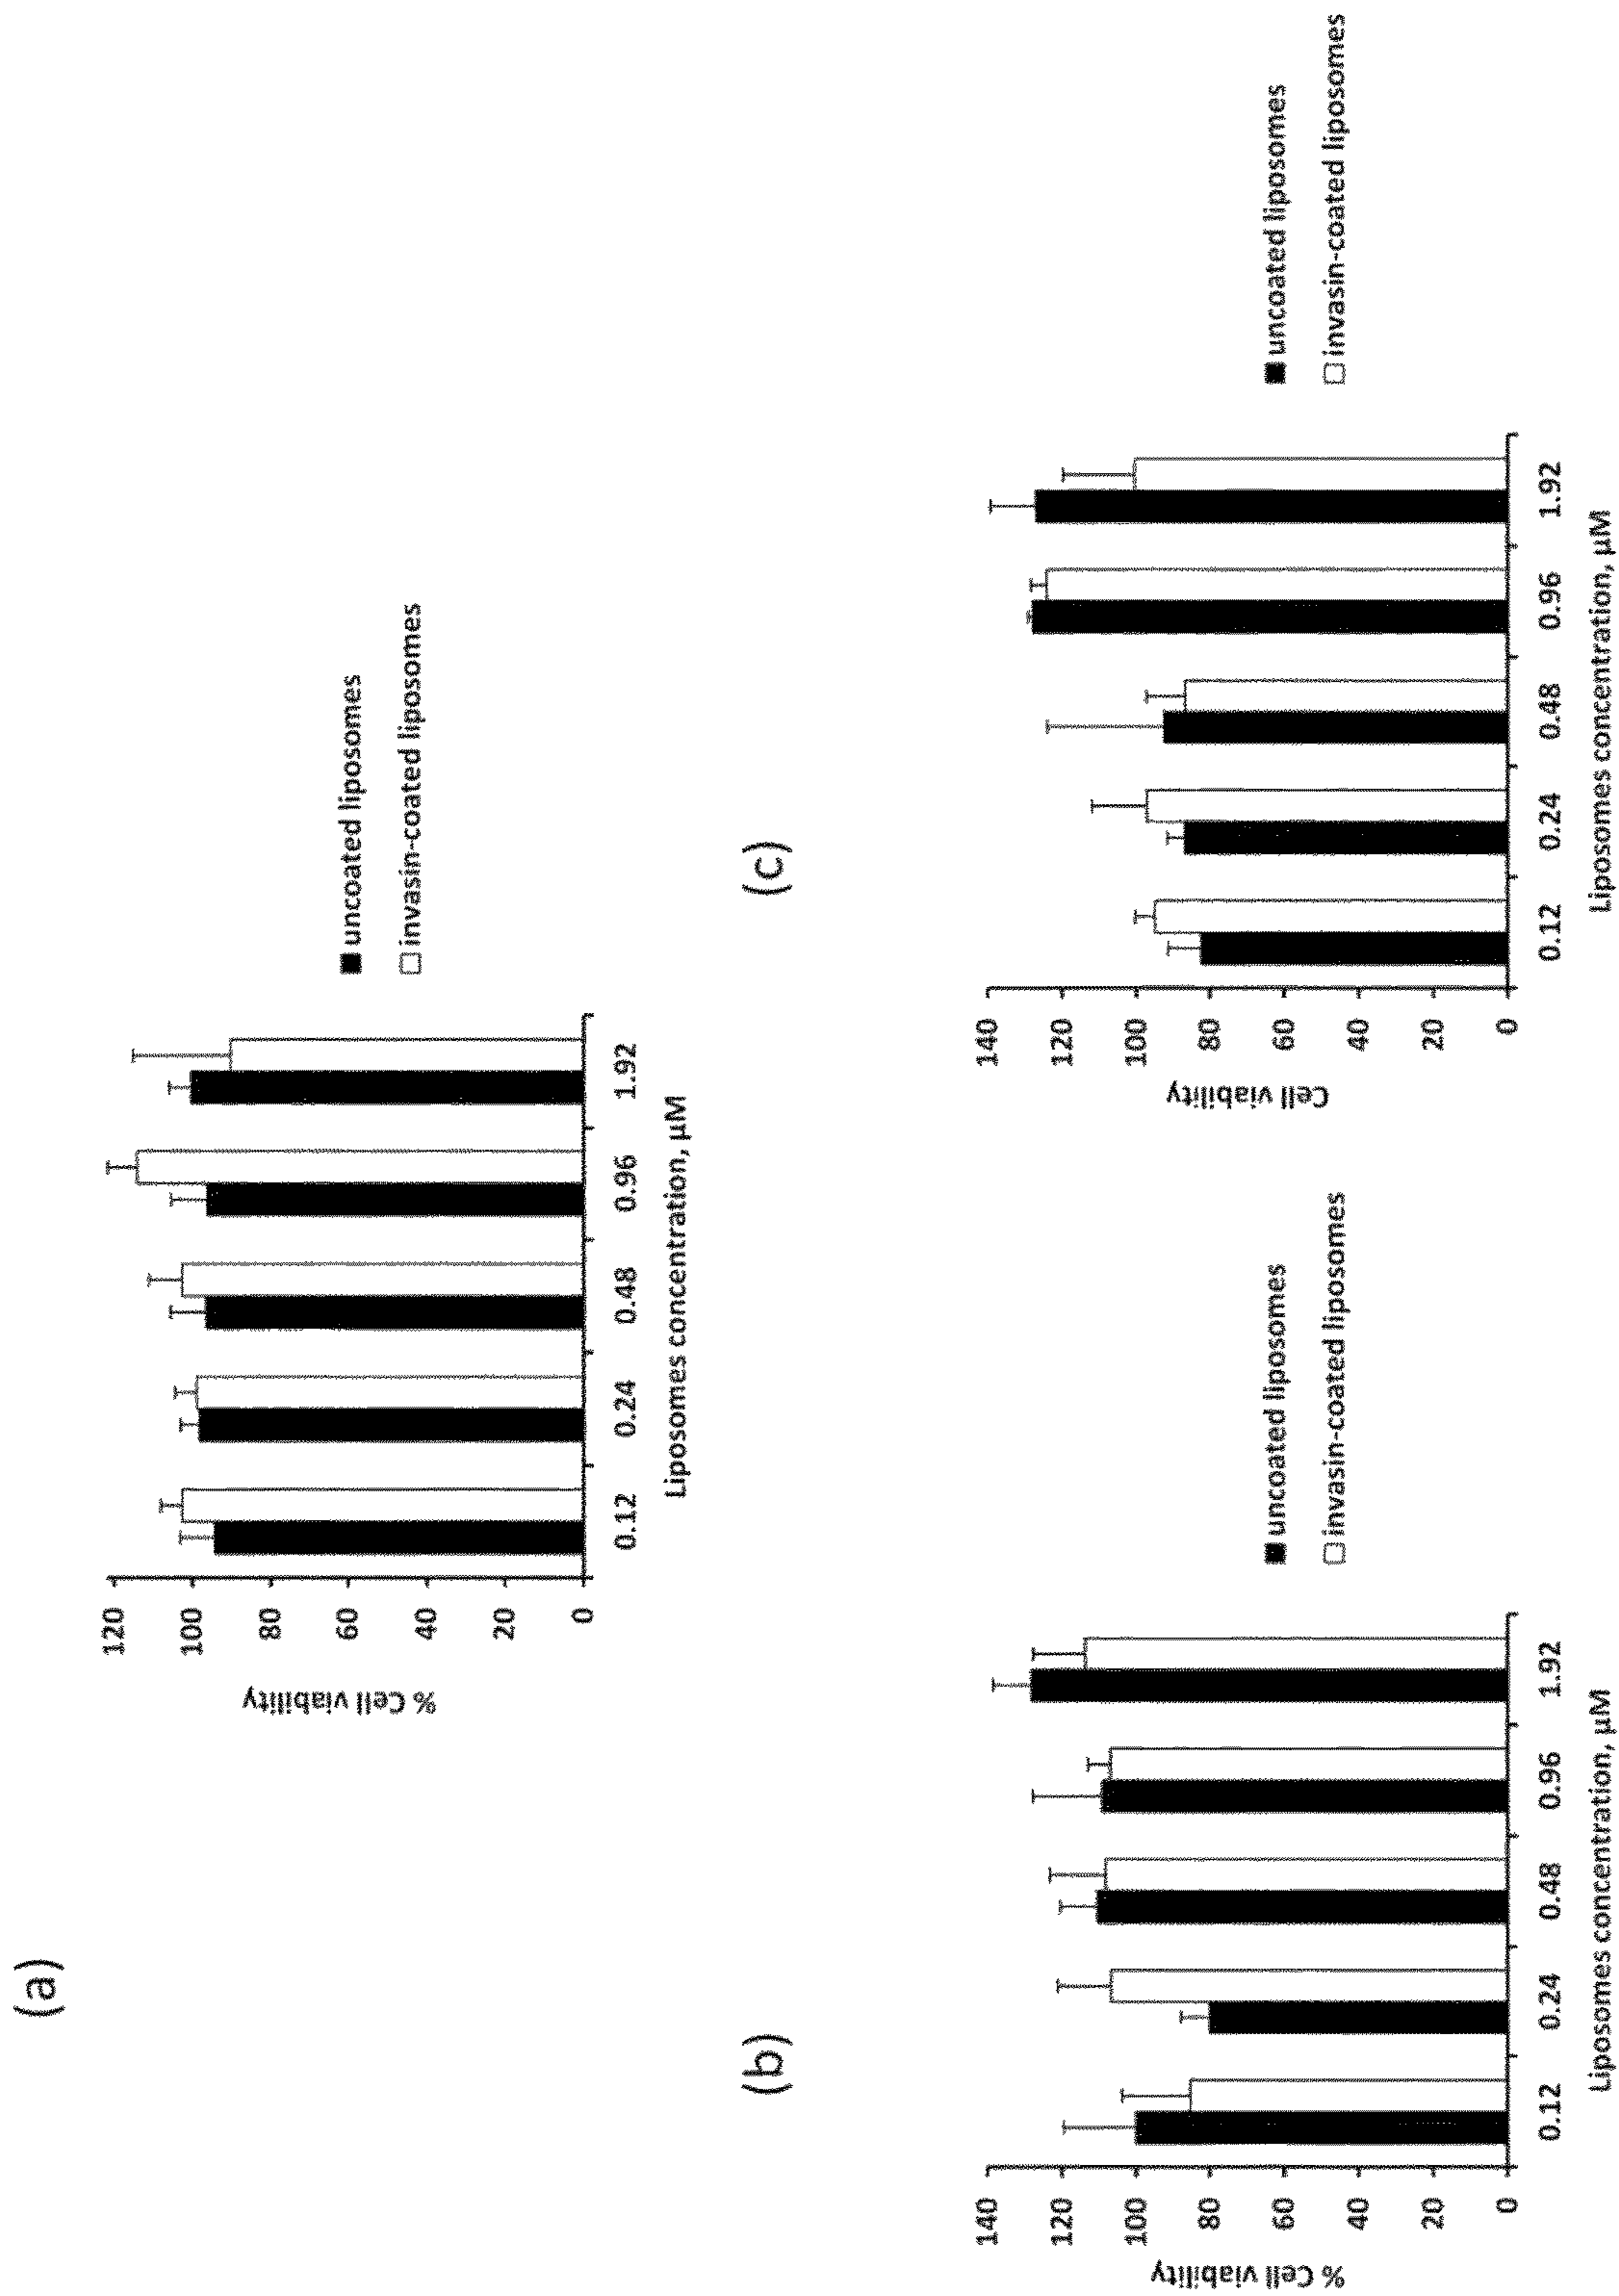 (a)
% Cell viability
120
100
80
60
40
20
0
0.12 0.24 0.48 0.96 1.92
Liposomes concentration, µM
uncoated liposomes
invasin-coated liposomes
(b)
% Cell viability
140
120
100
80
60
40
20
0
0.12 0.24 0.48 0.96 1.92
Liposomes concentration, µM
uncoated liposomes
invasin-coated liposomes
(c)
Cell viability
140
120
100
80
60
40
20
0
0.12 0.24 0.48 0.96 1.92
Liposomes concentration, µM
uncoated liposomes
invasin-coated liposomes